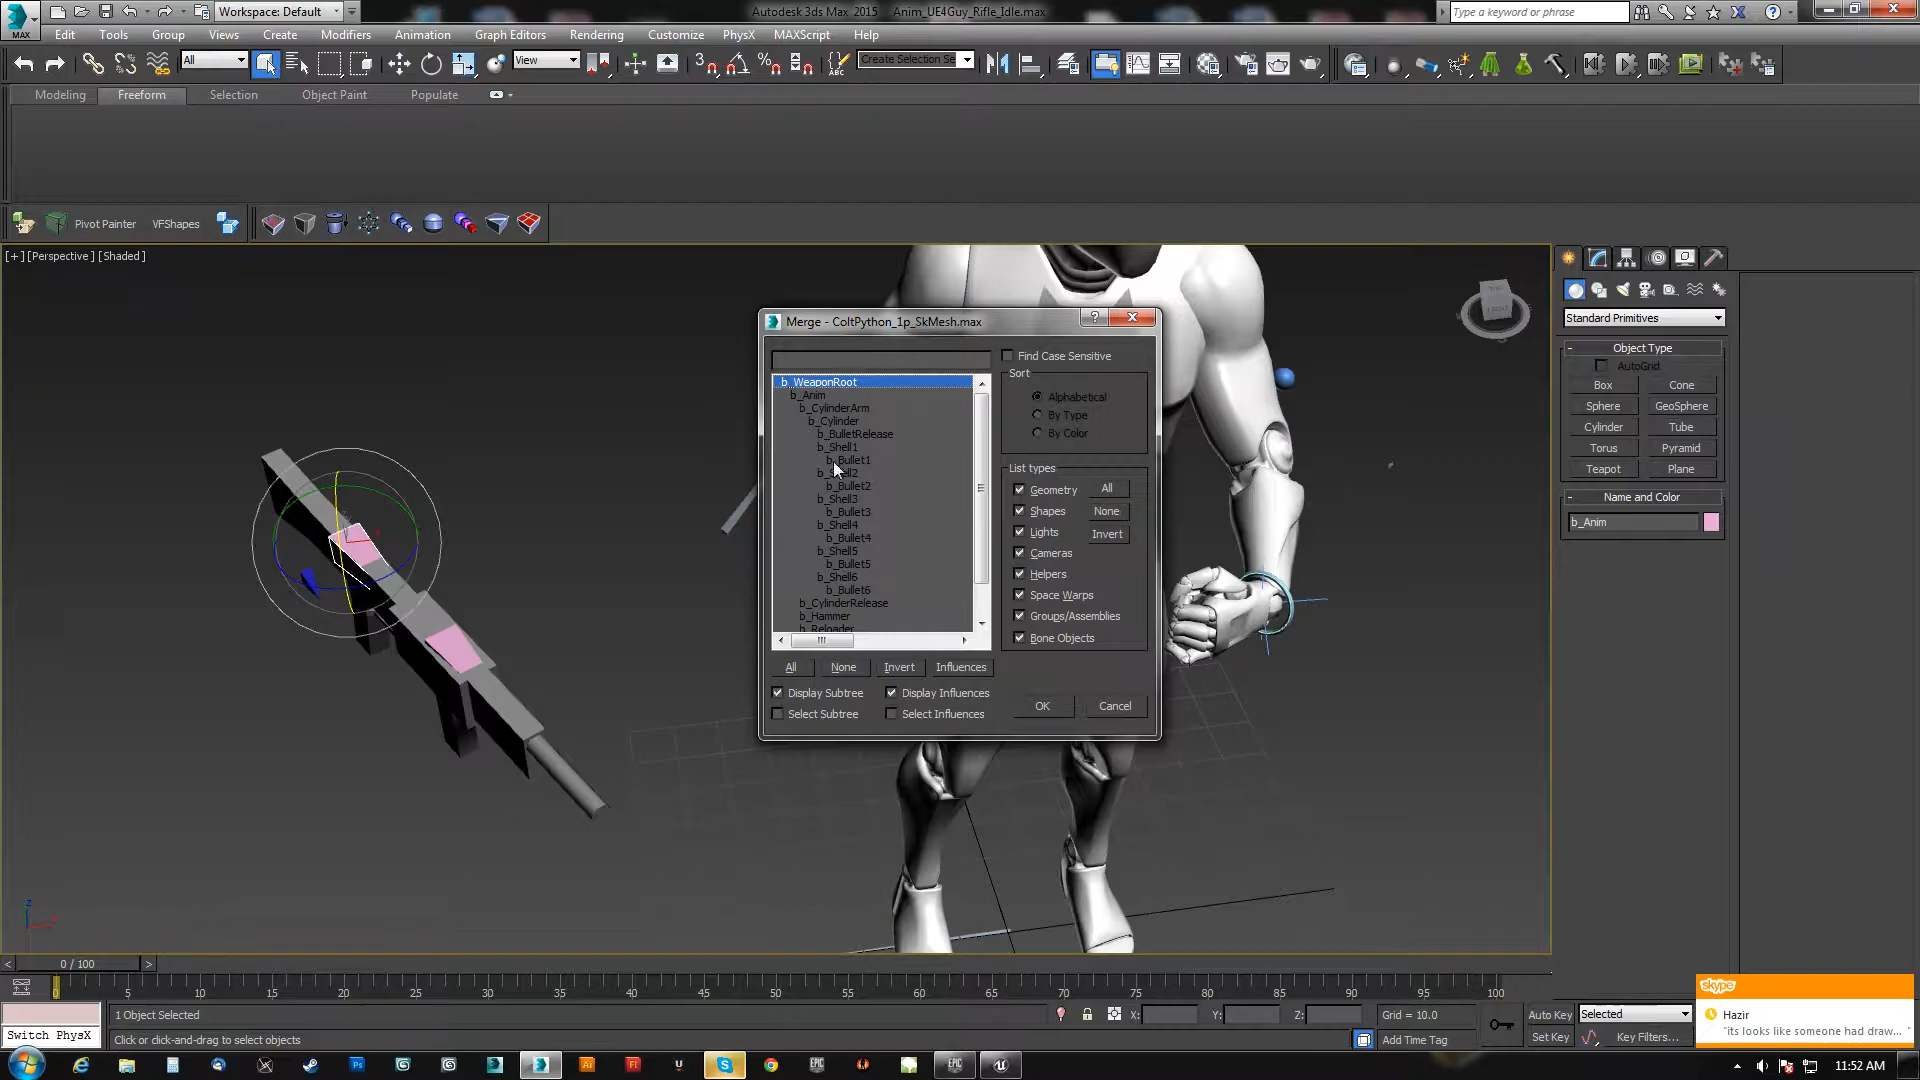 Workspace: Default
Autodesk 3ds Max 2015 Anim_UE4Guy_Rifle_Idle.max
Type a keyword or phrase
MAX
Edit Tools Group Views Create Modifiers Animation Graph Editors Rendering Customize PhysX MAXScript Help
All
View
Create Selection Se
Modeling Freeform Selection Object Paint Populate
Pivot Painter VFShapes
[+] [Perspective] [Shaded]
Merge - ColtPython_1p_SkMesh.max
Find Case Sensitive
b_WeaponRoot
b_Anim
b_CylinderArm
b_Cylinder
b_BulletRelease
b_Shell1
b_Bullet1
b_Shell2
b_Bullet2
b_Shell3
b_Bullet3
b_Shell4
b_Bullet4
b_Shell5
b_Bullet5
b_Shell6
b_Bullet6
b_CylinderRelease
b_Hammer
b_Reloader
Sort
Alphabetical
By Type
By Color
List types
Geometry All
Shapes None
Lights Invert
Cameras
Helpers
Space Warps
Groups/Assemblies
Bone Objects
All None Invert Influences
Display Subtree Display Influences
Select Subtree Select Influences
OK Cancel
Standard Primitives
Object Type
AutoGrid
Box Cone
Sphere GeoSphere
Cylinder Tube
Torus Pyramid
Teapot Plane
Name and Color
b_Anim
0 / 100
0 5 10 15 20 25 30 35 40 45 50 55 60 65 70 75 80 85 90 95 100
1 Object Selected
X: Y: Z: Grid = 10.0
Auto Key Selected
Switch PhysX
Click or click-and-drag to select objects
Add Time Tag
Set Key Key Filters...
skype
Hazir
"its looks like someone had draw... "
11:52 AM